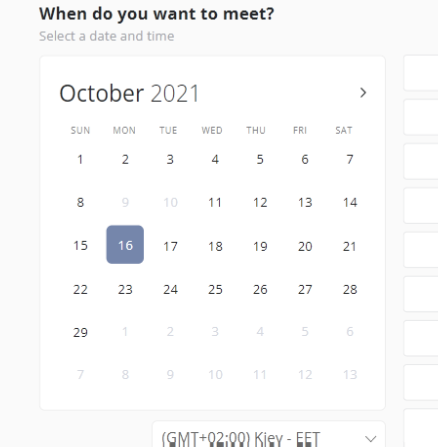 When do you want to meet?
Select a date and time
October 2021 >
SUN MON TUE WED THU FRI SAT
1 2 3 4 5 6 7
8 9 10 11 12 13 14
15 16 17 18 19 20 21
22 23 24 25 26 27 28
29 1 2 3 4 5 6
7 8 9 10 11 12 13
(GMT+02:00) Kiev - EET